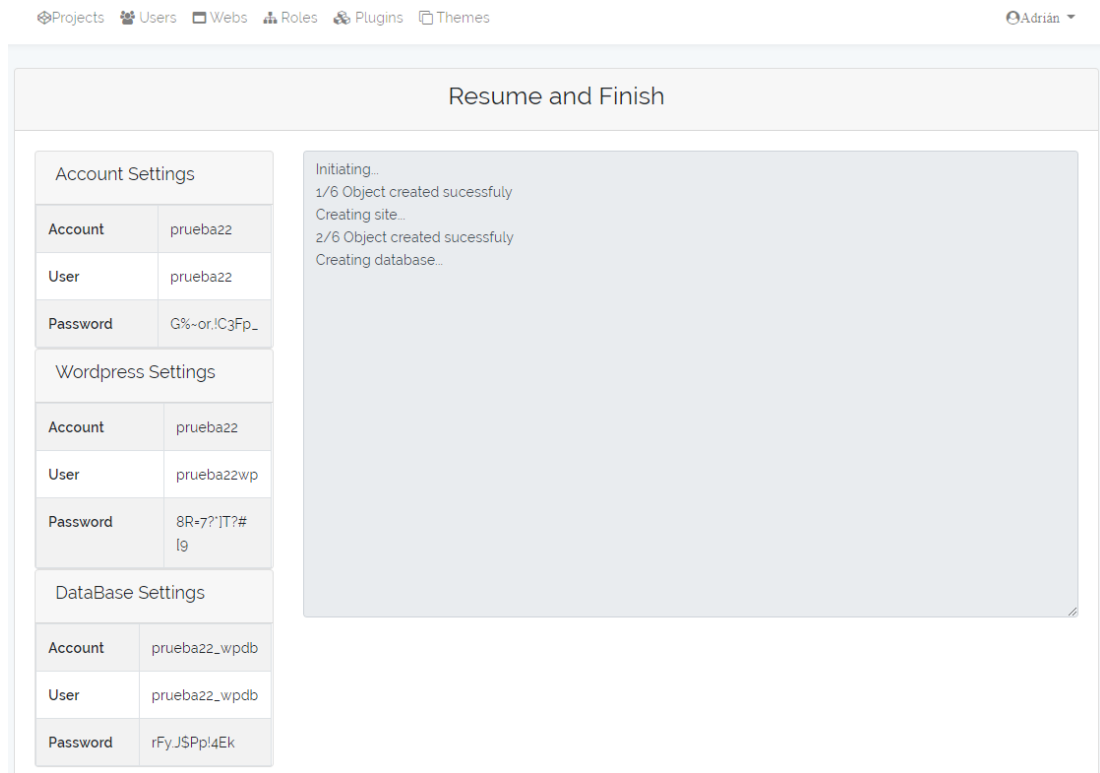 Projects Users Webs Roles Plugins Themes Adrián
Resume and Finish
Account Settings
Account prueba22
User prueba22
Password G%~or,!C3Fp_
Wordpress Settings
Account prueba22
User prueba22wp
Password 8R=7?*]T?#
[9
DataBase Settings
Account prueba22_wpdb
User prueba22_wpdb
Password rFy.J$Pp!4Ek
Initiating...
1/6 Object created sucessfuly
Creating site...
2/6 Object created sucessfuly
Creating database...